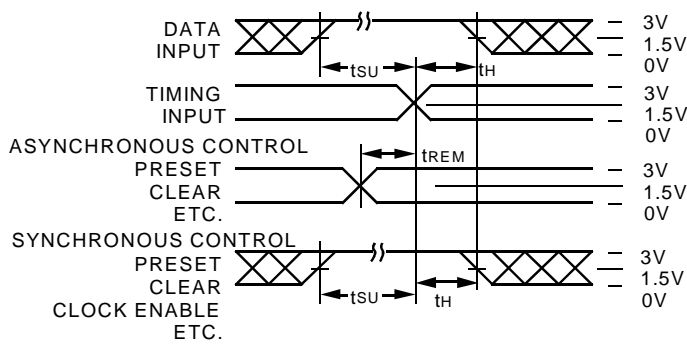 DATA
INPUT
3V
1.5V
0V
tSU
tH
TIMING
INPUT
3V
1.5V
0V
ASYNCHRONOUS CONTROL
tREM
PRESET
CLEAR
ETC.
3V
1.5V
0V
SYNCHRONOUS CONTROL
PRESET
CLEAR
CLOCK ENABLE
ETC.
3V
1.5V
0V
tSU
tH